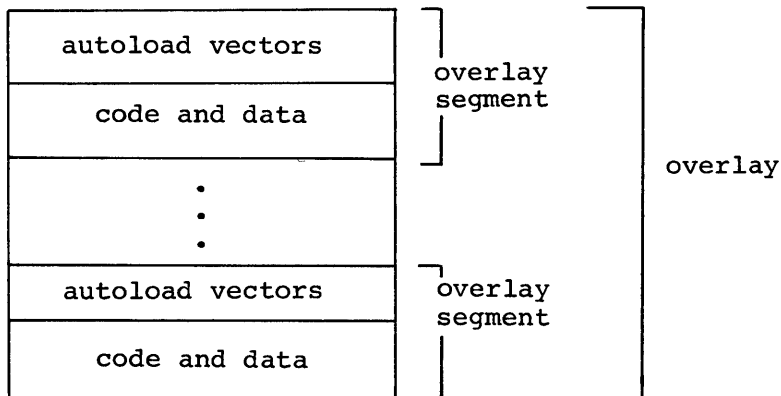 autoload vectors
overlay
segment
code and data
overlay
autoload vectors
overlay
segment
code and data